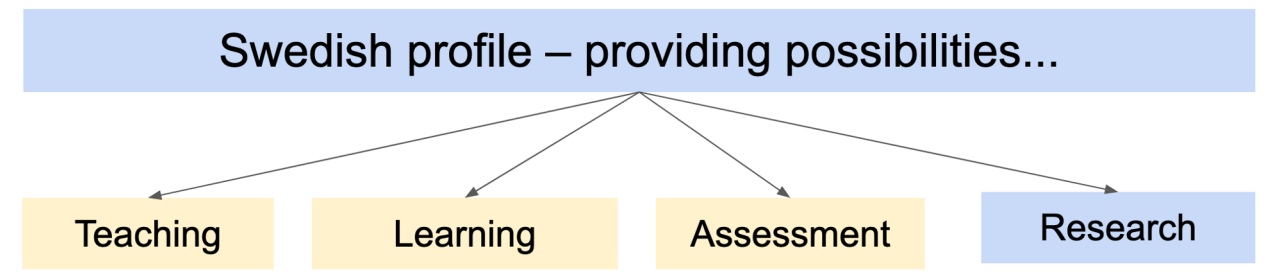 Swedish profile – providing possibilities...
Teaching
Learning
Assessment
Research